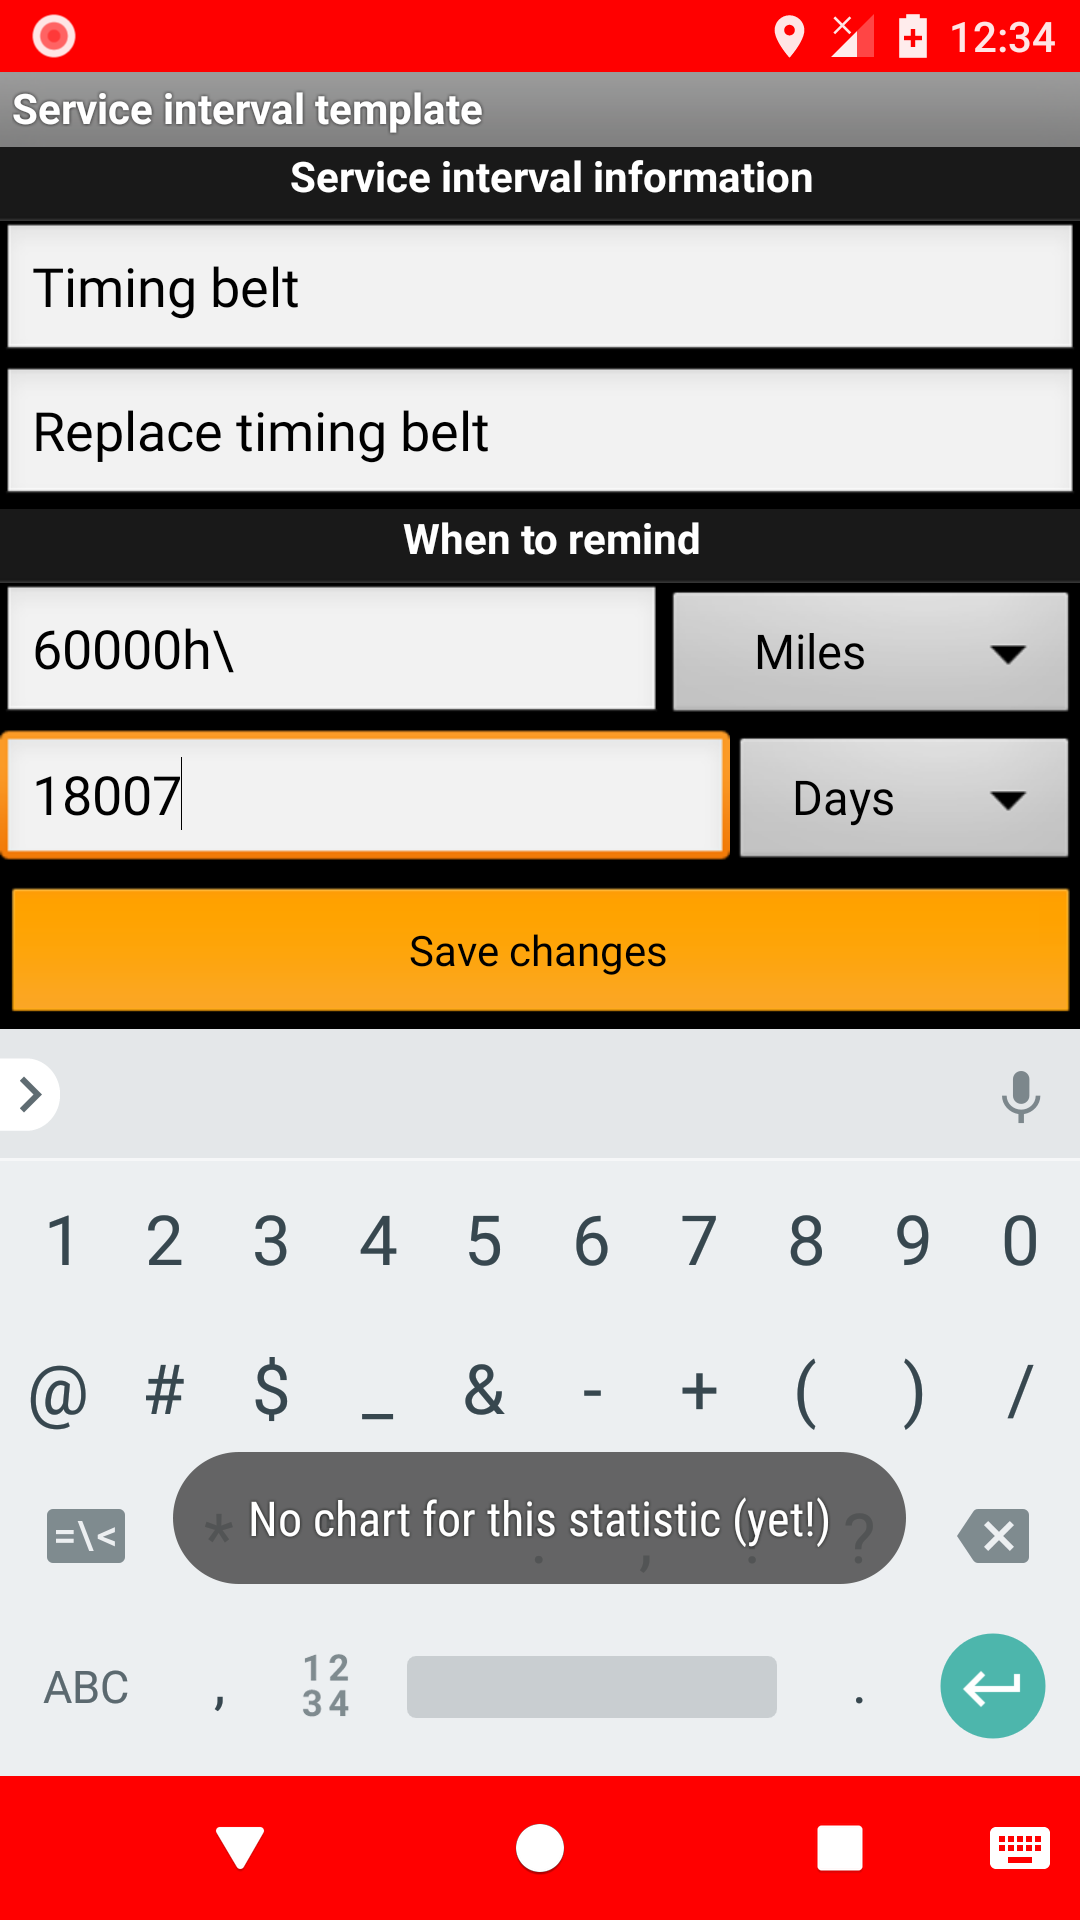 12:34
Service interval template
Service interval information
Timing belt
Replace timing belt
When to remind
60000h\
Miles
18007
Days
Save changes
1 2 3 4 5 6 7 8 9 0
@ # $ _ & - + ( ) /
=\< * . , ?
No chart for this statistic (yet!)
ABC , 12 34 .